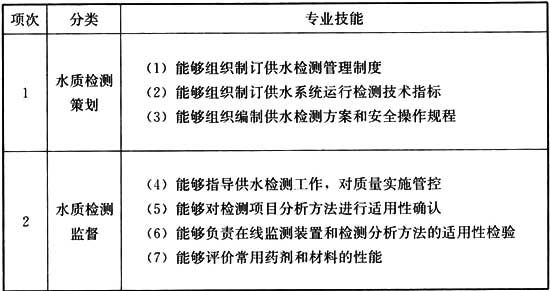 项次 分类 专业技能
1 水质检测
策划
（1）能够组织制订供水检测管理制度
（2）能够组织制订供水系统运行检测技术指标
（3）能够组织编制供水检测方案和安全操作规程
2 水质检测
监督
（4）能够指导供水检测工作，对质量实施管控
（5）能够对检测项目分析方法进行适用性确认
（6）能够负责在线监测装置和检测分析方法的适用性检验
（7）能够评价常用药剂和材料的性能